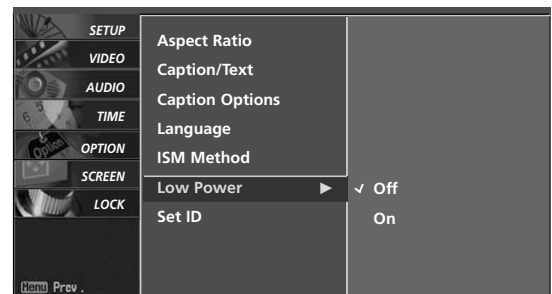 SETUP
VIDEO
AUDIO
TIME
OPTION
SCREEN
LOCK
Menu Prev.
Aspect Ratio
Caption/Text
Caption Options
Language
ISM Method
Low Power ▶
Set ID
✓ Off
On
Option